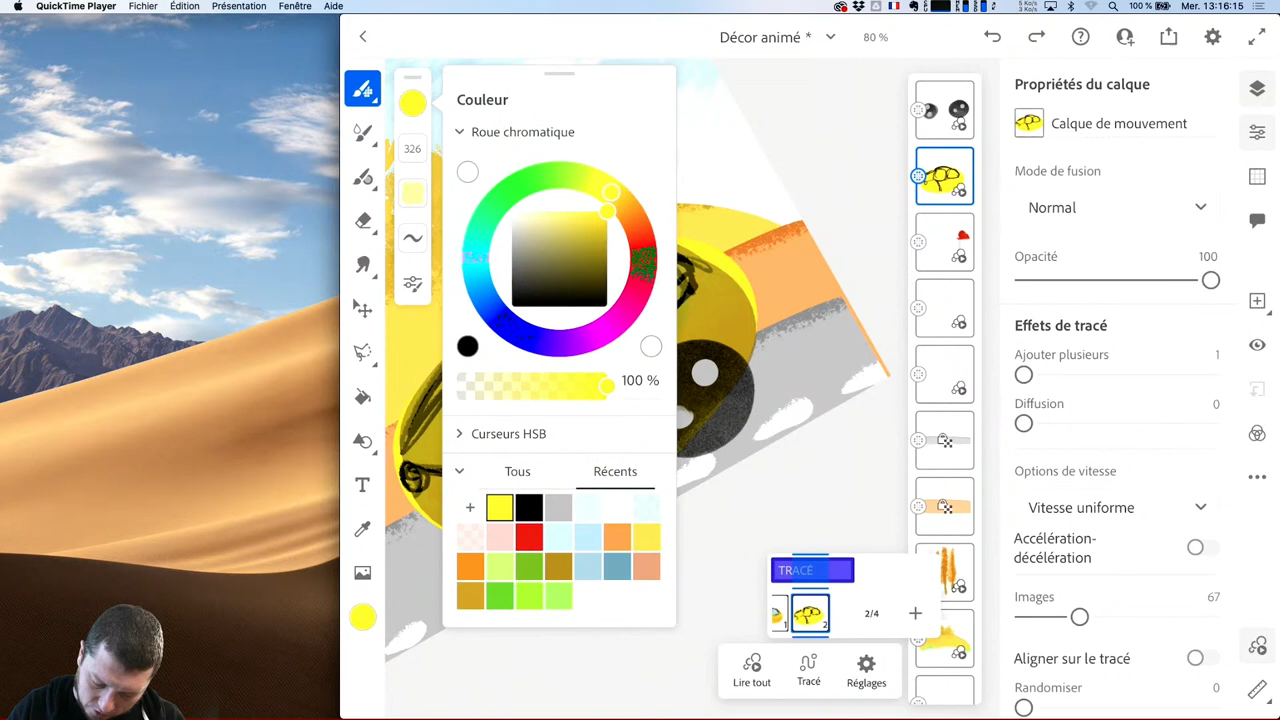 QuickTime Player Fichier Édition Présentation Fenêtre Aide
100 % Mer. 13:16:15
Décor animé * 80 %
Couleur
Roue chromatique
326
100 %
Curseurs HSB
Tous Récents
TRACÉ
1 2 2/4
Lire tout Tracé Réglages
Propriétés du calque
Calque de mouvement
Mode de fusion
Normal
Opacité 100
Effets de tracé
Ajouter plusieurs 1
Diffusion 0
Options de vitesse
Vitesse uniforme
Accélération-
décélération
Images 67
Aligner sur le tracé
Randomiser 0